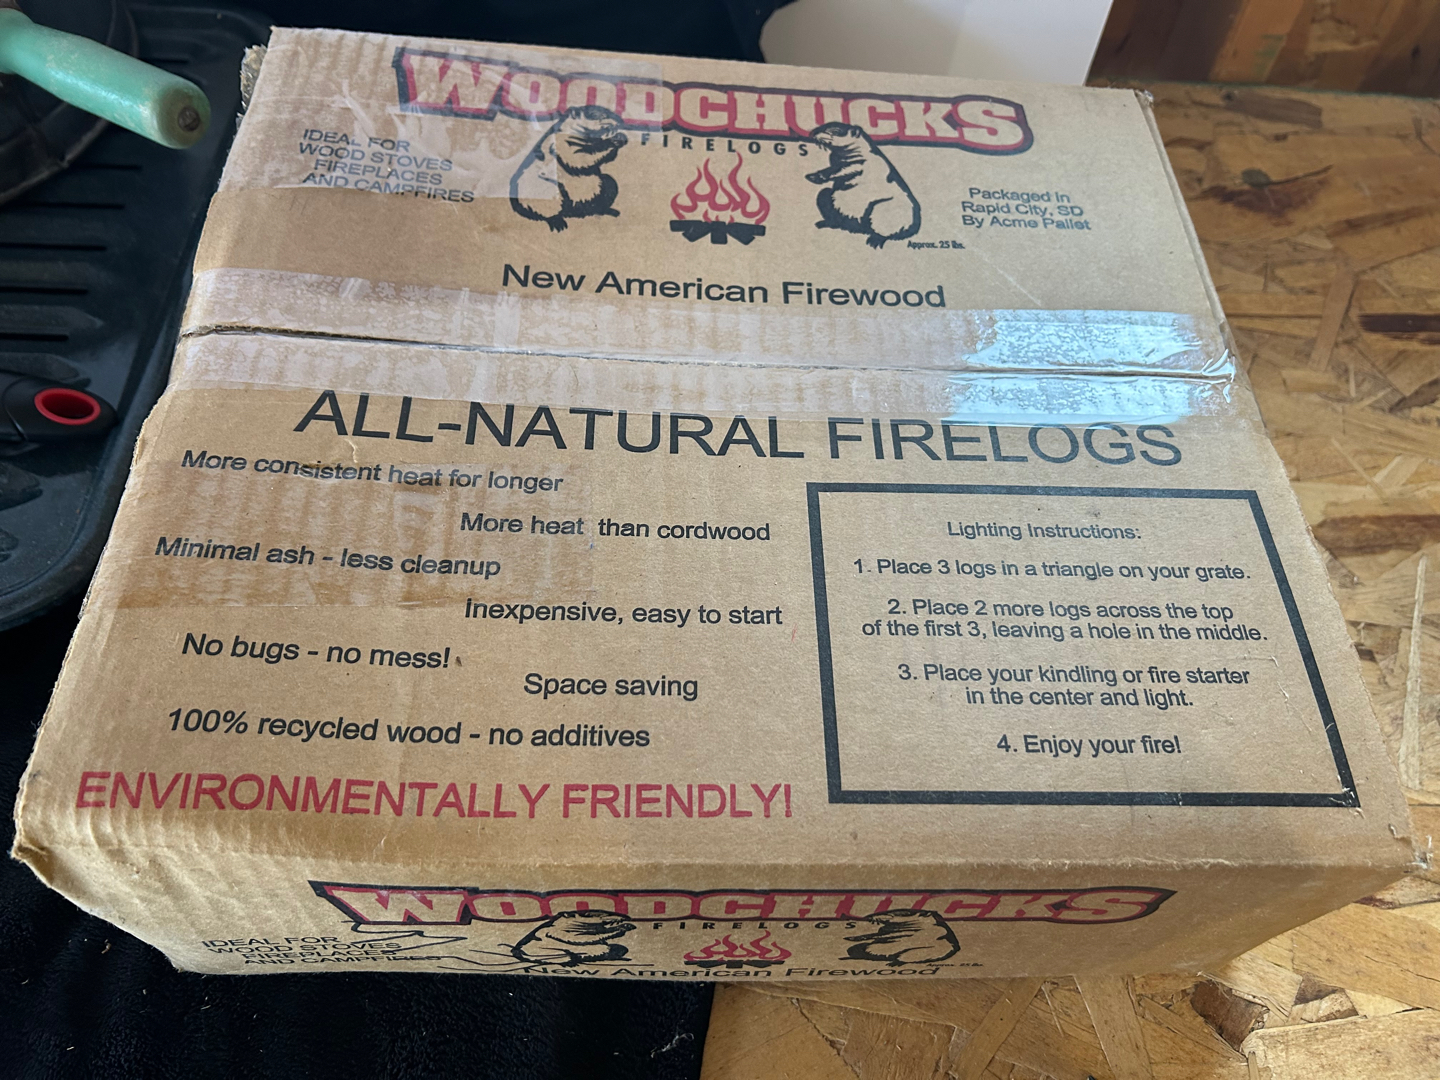 WOODCHUCKS
FIRELOGS
IDEAL FOR
WOOD STOVES
FIREPLACES
AND CAMPFIRES
Packaged in
Rapid City, SD
By Acme Pallet
Approx. 25 lbs.
New American Firewood
ALL-NATURAL FIRELOGS
More consistent heat for longer
More heat than cordwood
Minimal ash - less cleanup
Inexpensive, easy to start
No bugs - no mess!
Space saving
100% recycled wood - no additives
ENVIRONMENTALLY FRIENDLY!
Lighting Instructions:
1. Place 3 logs in a triangle on your grate.
2. Place 2 more logs across the top
of the first 3, leaving a hole in the middle.
3. Place your kindling or fire starter
in the center and light.
4. Enjoy your fire!
WOODCHUCKS
FIRELOGS
IDEAL FOR
WOOD STOVES
FIREPLACES
AND CAMPFIRES
New American Firewood